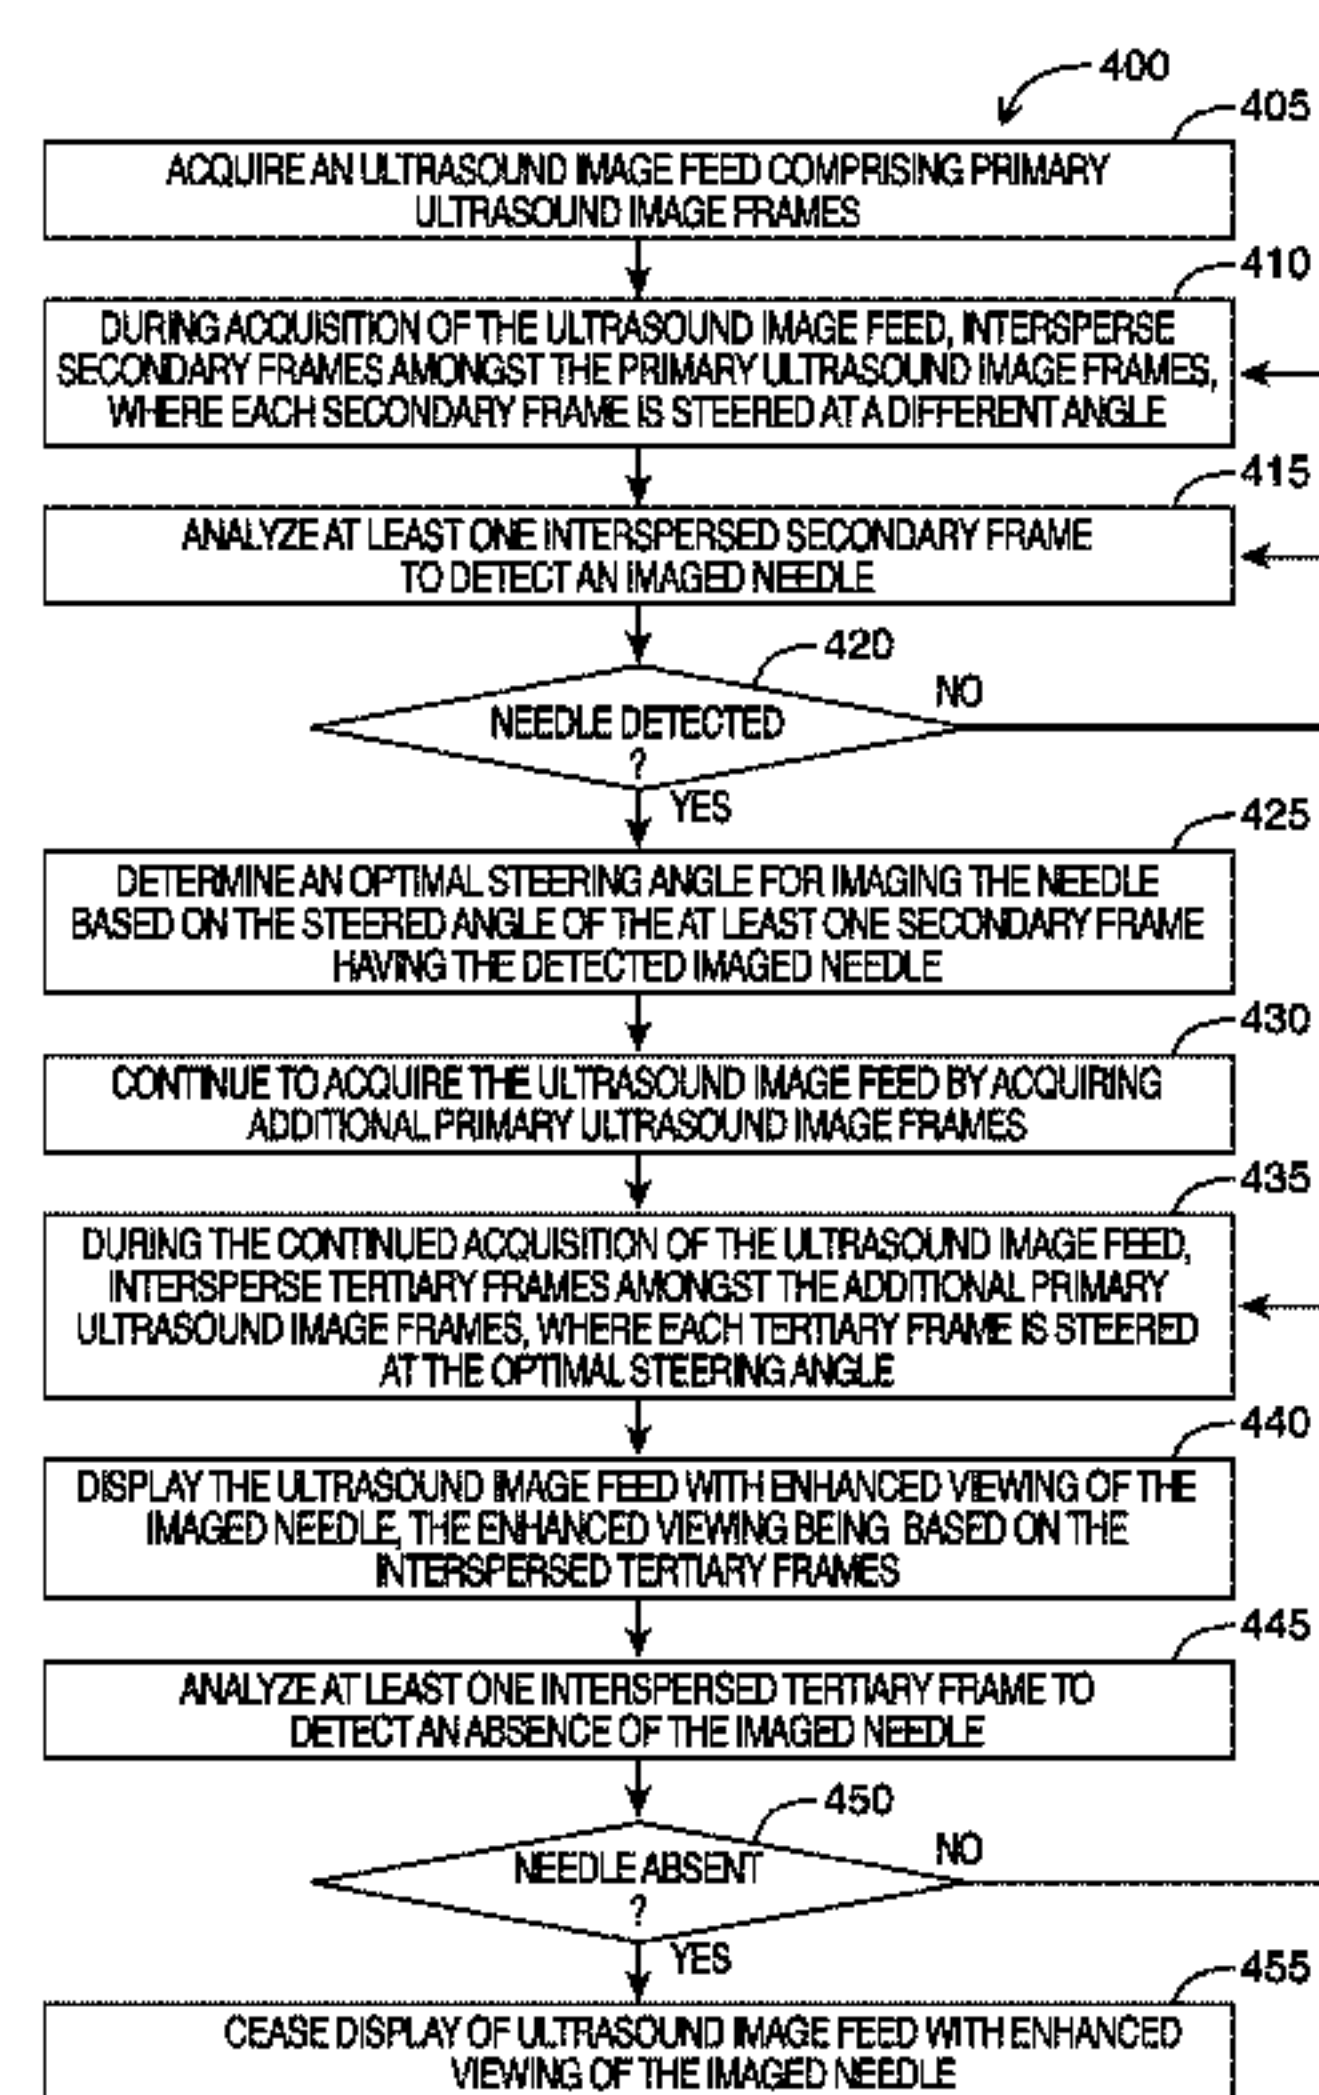 400
405
ACQUIRE AN ULTRASOUND IMAGE FEED COMPRISING PRIMARY
ULTRASOUND IMAGE FRAMES
410
DURING ACQUISITION OF THE ULTRASOUND IMAGE FEED, INTERSPERSE
SECONDARY FRAMES AMONGST THE PRIMARY ULTRASOUND IMAGE FRAMES,
WHERE EACH SECONDARY FRAME IS STEERED AT A DIFFERENT ANGLE
415
ANALYZE AT LEAST ONE INTERSPERSED SECONDARY FRAME
TO DETECT AN IMAGED NEEDLE
420
NO
NEEDLE DETECTED
?
YES
425
DETERMINE AN OPTIMAL STEERING ANGLE FOR IMAGING THE NEEDLE
BASED ON THE STEERED ANGLE OF THE AT LEAST ONE SECONDARY FRAME
HAVING THE DETECTED IMAGED NEEDLE
430
CONTINUE TO ACQUIRE THE ULTRASOUND IMAGE FEED BY ACQUIRING
ADDITIONAL PRIMARY ULTRASOUND IMAGE FRAMES
435
DURING THE CONTINUED ACQUISITION OF THE ULTRASOUND IMAGE FEED,
INTERSPERSE TERTIARY FRAMES AMONGST THE ADDITIONAL PRIMARY
ULTRASOUND IMAGE FRAMES, WHERE EACH TERTIARY FRAME IS STEERED
AT THE OPTIMAL STEERING ANGLE
440
DISPLAY THE ULTRASOUND IMAGE FEED WITH ENHANCED VIEWING OF THE
IMAGED NEEDLE, THE ENHANCED VIEWING BEING BASED ON THE
INTERSPERSED TERTIARY FRAMES
445
ANALYZE AT LEAST ONE INTERSPERSED TERTIARY FRAME TO
DETECT AN ABSENCE OF THE IMAGED NEEDLE
450
NO
NEEDLE ABSENT
?
YES
455
CEASE DISPLAY OF ULTRASOUND IMAGE FEED WITH ENHANCED
VIEWING OF THE IMAGED NEEDLE